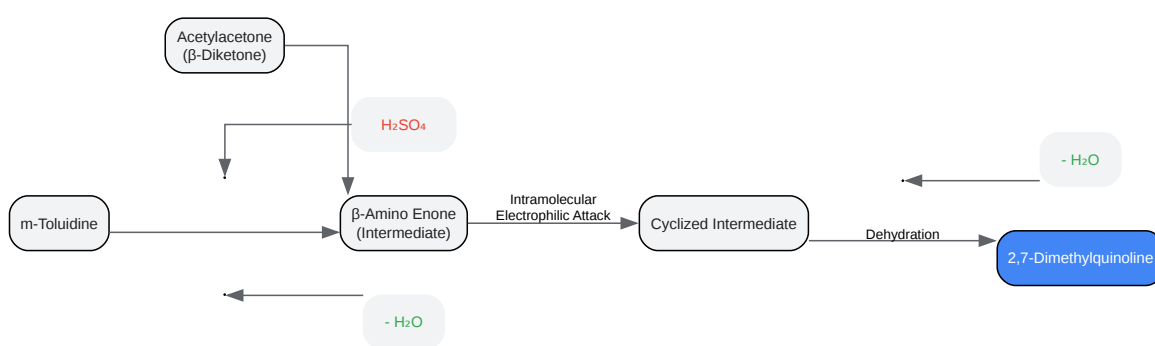 Acetylacetone
(β-Diketone)
H₂SO₄
- H₂O
m-Toluidine
β-Amino Enone
(Intermediate)
Intramolecular
Electrophilic Attack
Cyclized Intermediate
Dehydration
2,7-Dimethylquinoline
- H₂O